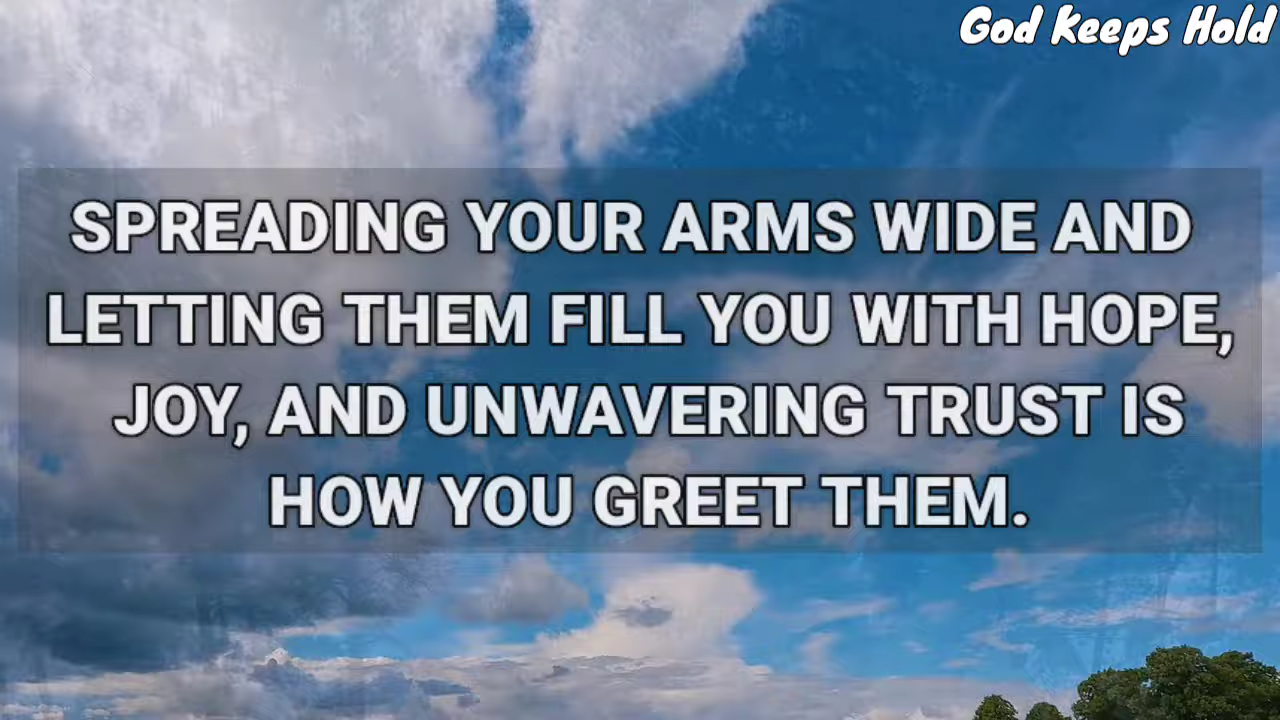 God Keeps Hold
SPREADING YOUR ARMS WIDE AND
LETTING THEM FILL YOU WITH HOPE,
JOY, AND UNWAVERING TRUST IS
HOW YOU GREET THEM.